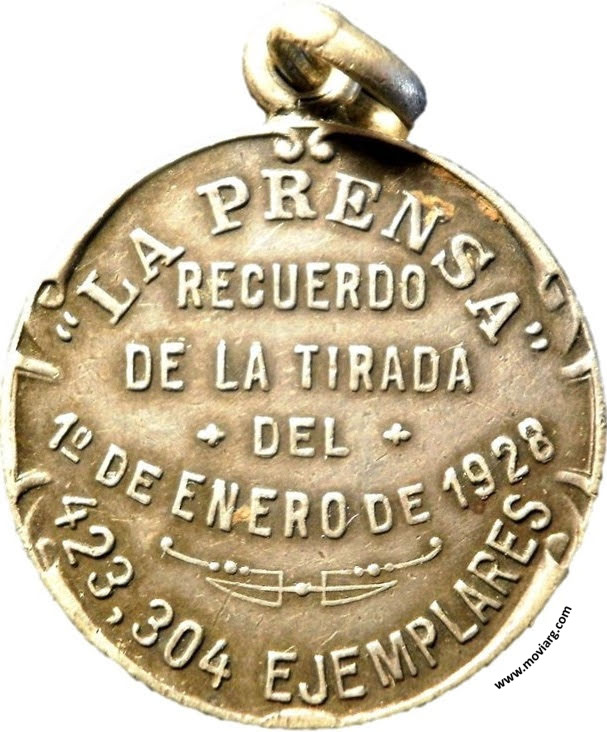 "LA PRENSA"
RECUERDO
DE LA TIRADA
DEL
1º DE ENERO DE 1928
423,304 EJEMPLARES
www.moviarg.com